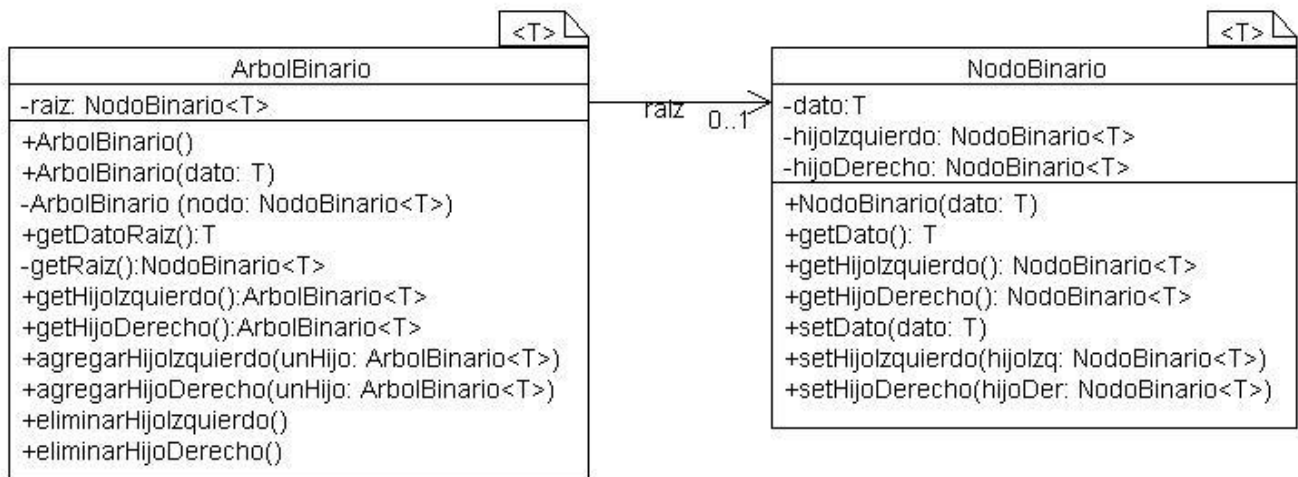 <T>
ArbolBinario
-raiz: NodoBinario<T>
+ArbolBinario()
+ArbolBinario(dato: T)
-ArbolBinario (nodo: NodoBinario<T>)
+getDatoRaiz():T
-getRaiz():NodoBinario<T>
+getHijoIzquierdo():ArbolBinario<T>
+getHijoDerecho():ArbolBinario<T>
+agregarHijoIzquierdo(unHijo: ArbolBinario<T>)
+agregarHijoDerecho(unHijo: ArbolBinario<T>)
+eliminarHijoIzquierdo()
+eliminarHijoDerecho()
raiz
0..1
<T>
NodoBinario
-dato:T
-hijoIzquierdo: NodoBinario<T>
-hijoDerecho: NodoBinario<T>
+NodoBinario(dato: T)
+getDato(): T
+getHijoIzquierdo(): NodoBinario<T>
+getHijoDerecho(): NodoBinario<T>
+setDato(dato: T)
+setHijoIzquierdo(hijoIzq: NodoBinario<T>)
+setHijoDerecho(hijoDer: NodoBinario<T>)